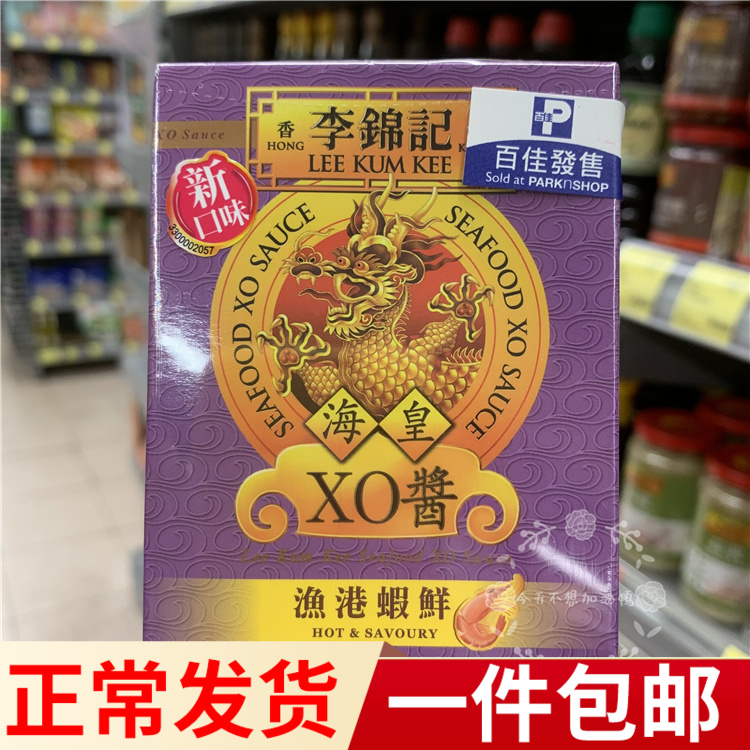 XO Sauce
香 李錦記
HONG LEE KUM KEE K
百佳
百佳發售
Sold at PARKnSHOP
新
口味
3300002057
SEAFOOD XO SAUCE
SEAFOOD XO SAUCE
海皇
XO醬
漁港蝦鮮
HOT & SAVOURY
正常发货
一件包邮